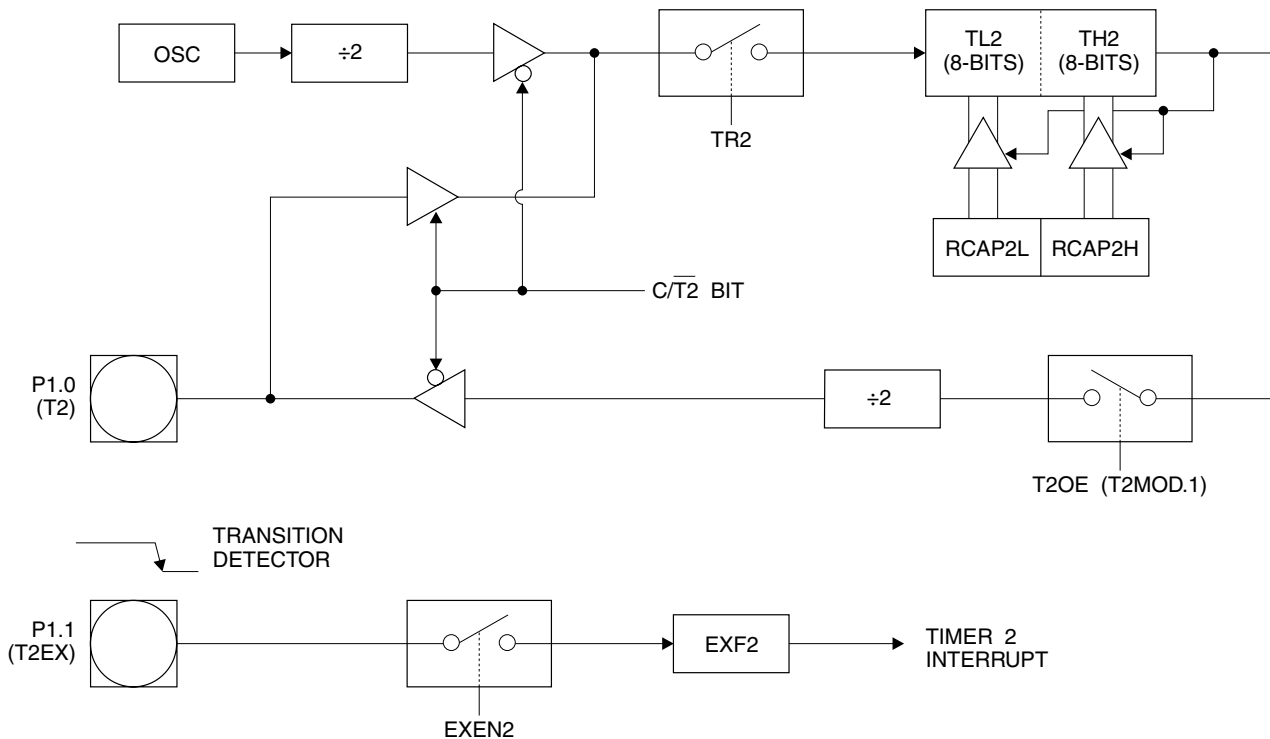 OSC
÷2
TR2
TL2
(8-BITS)
TH2
(8-BITS)
RCAP2L
RCAP2H
C/T̅2̅ BIT
P1.0
(T2)
÷2
T2OE (T2MOD.1)
TRANSITION
DETECTOR
P1.1
(T2EX)
EXEN2
EXF2
TIMER 2
INTERRUPT